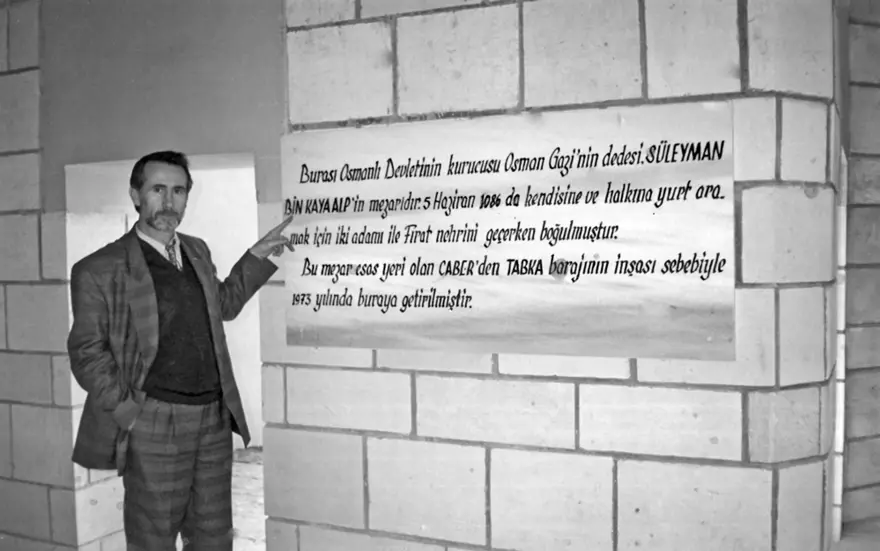 Burası Osmanlı Devletinin kurucusu Osman Gazi'nin dedesi.SÜLEYMAN
BİN KAYA ALP'in mezarıdır.5 Haziran 1086 da kendisine ve halkına yurt ara-
mak için iki adamı ile Fırat nehrini geçerken boğulmuştur.
Bu mezar esas yeri olan CABER'den TABKA barajının inşası sebebiyle
1973 yılında buraya getirilmiştir.